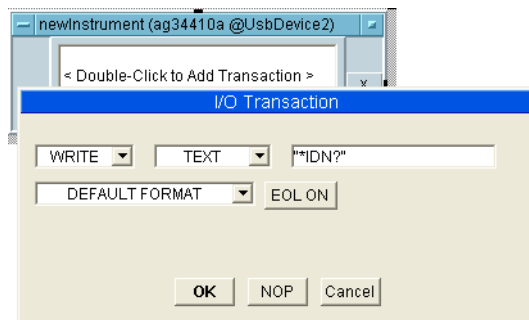 newInstrument (ag34410a @UsbDevice2)
< Double-Click to Add Transaction >
X
I/O Transaction
WRITE TEXT "*IDN?"
DEFAULT FORMAT EOL ON
OK NOP Cancel